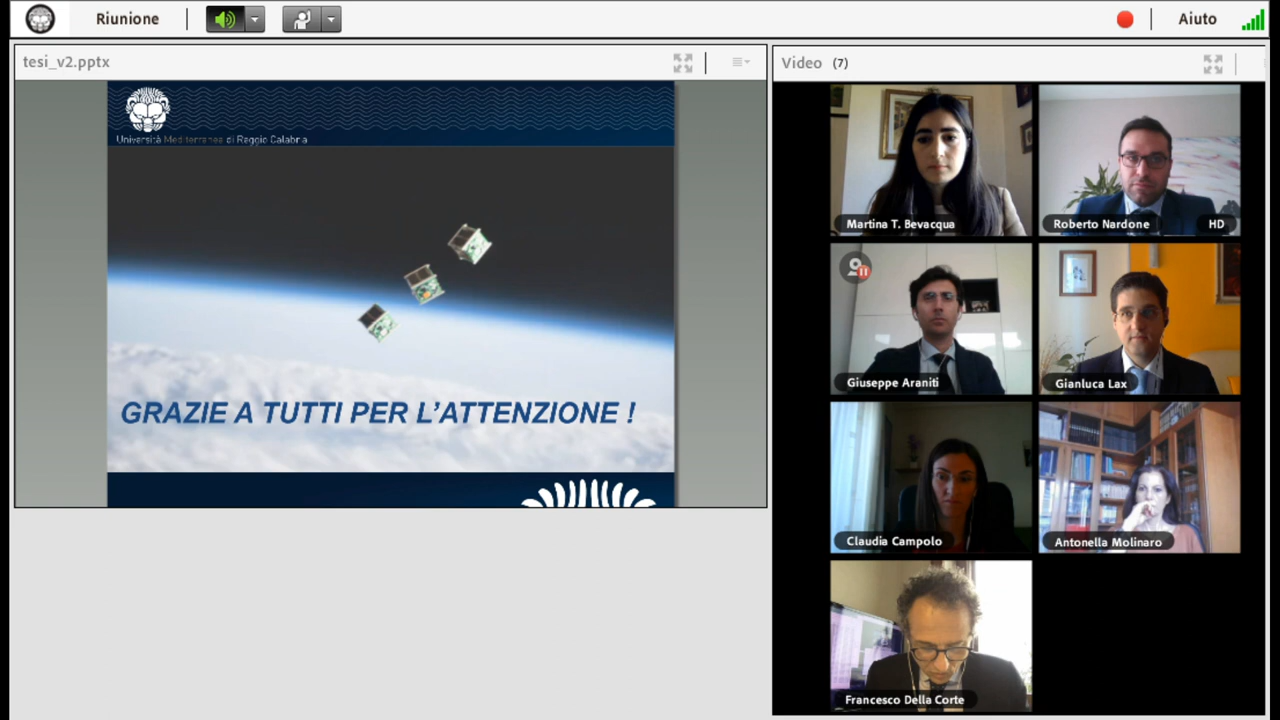 Riunione
Aiuto
tesi_v2.pptx
Università Mediterranea di Reggio Calabria
GRAZIE A TUTTI PER L'ATTENZIONE !
Video (7)
Martina T. Bevacqua
Roberto Nardone HD
Giuseppe Araniti
Gianluca Lax
Claudia Campolo
Antonella Molinaro
Francesco Della Corte